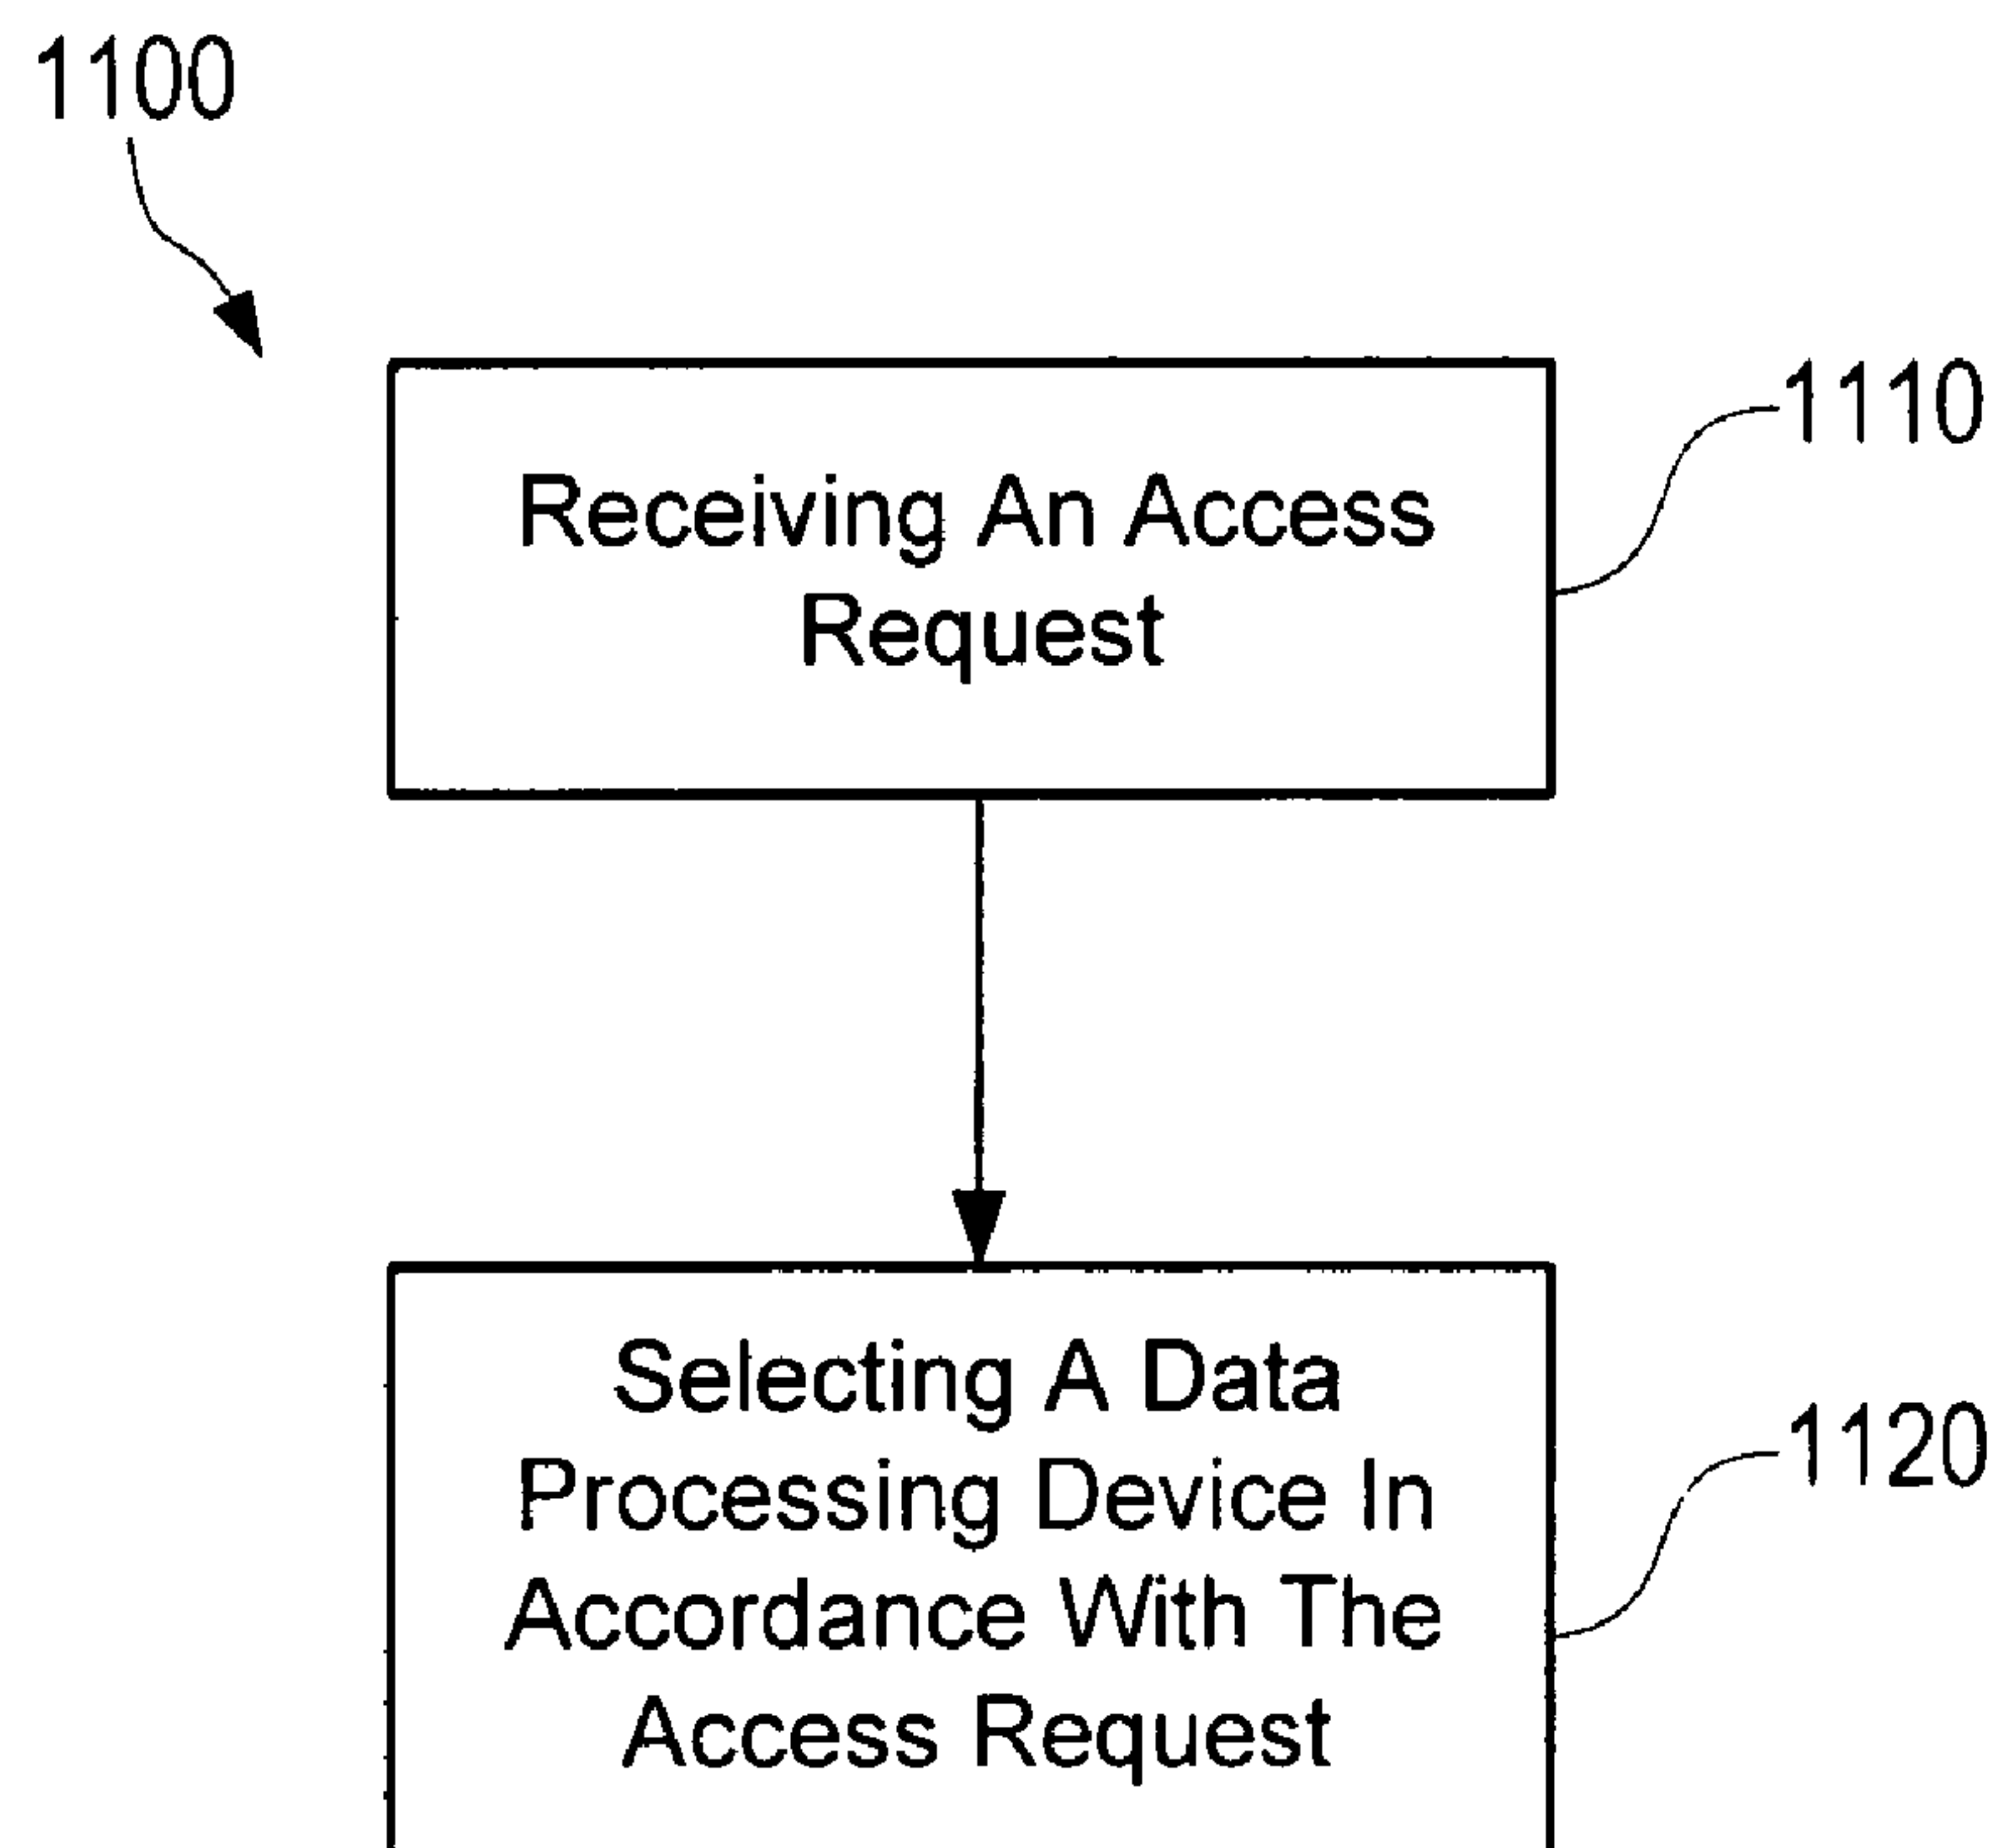 1100
1110
Receiving An Access
Request
Selecting A Data
Processing Device In
1120
Accordance With The
Access Request